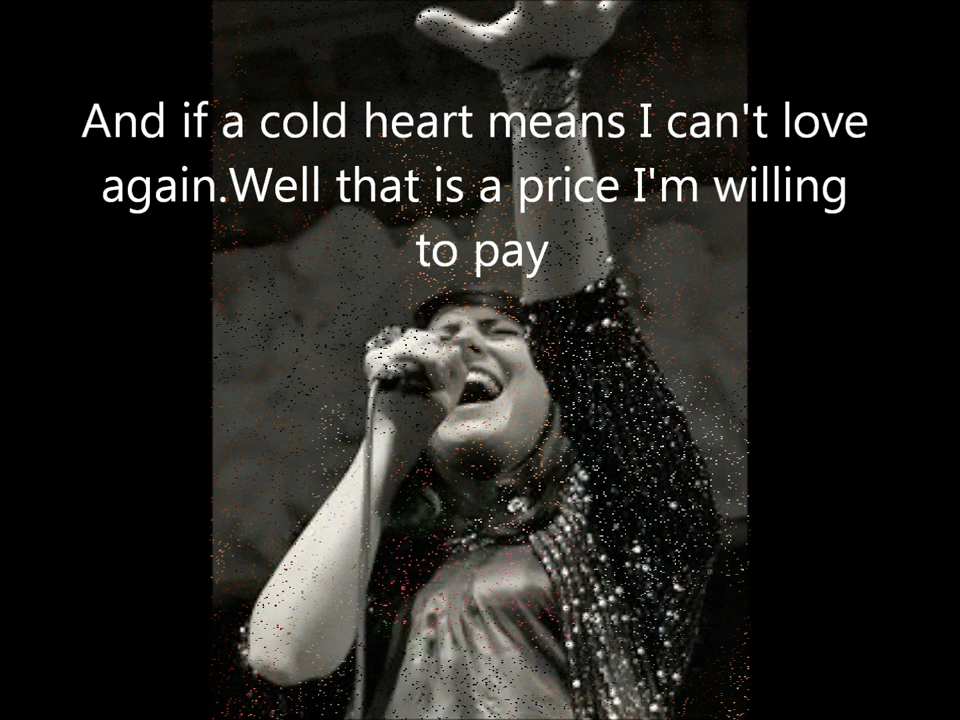 And if a cold heart means I can't love
again.Well that is a price I'm willing
to pay